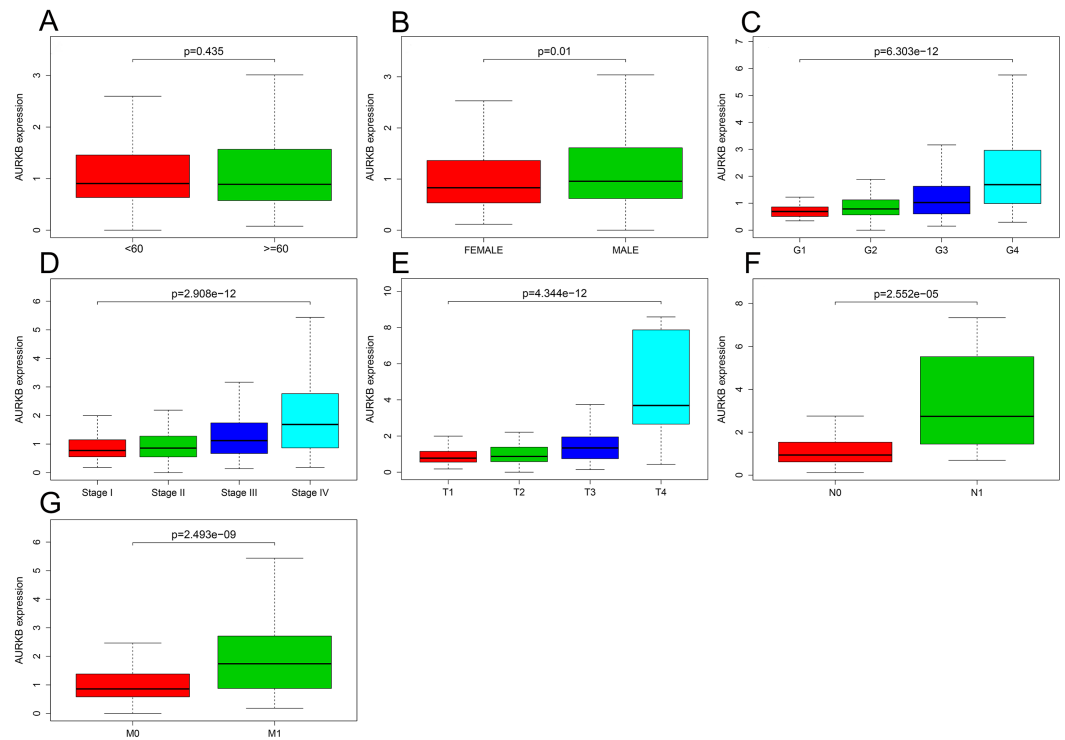 A
p=0.435
AURKB expression
3
2
1
0
<60
>=60
B
p=0.01
AURKB expression
3
2
1
0
FEMALE
MALE
C
p=6.303e−12
AURKB expression
7
6
5
4
3
2
1
0
G1
G2
G3
G4
D
p=2.908e−12
AURKB expression
6
5
4
3
2
1
0
Stage I
Stage II
Stage III
Stage IV
E
p=4.344e−12
AURKB expression
10
8
6
4
2
0
T1
T2
T3
T4
F
p=2.552e−05
AURKB expression
8
6
4
2
0
N0
N1
G
p=2.493e−09
AURKB expression
6
5
4
3
2
1
0
M0
M1